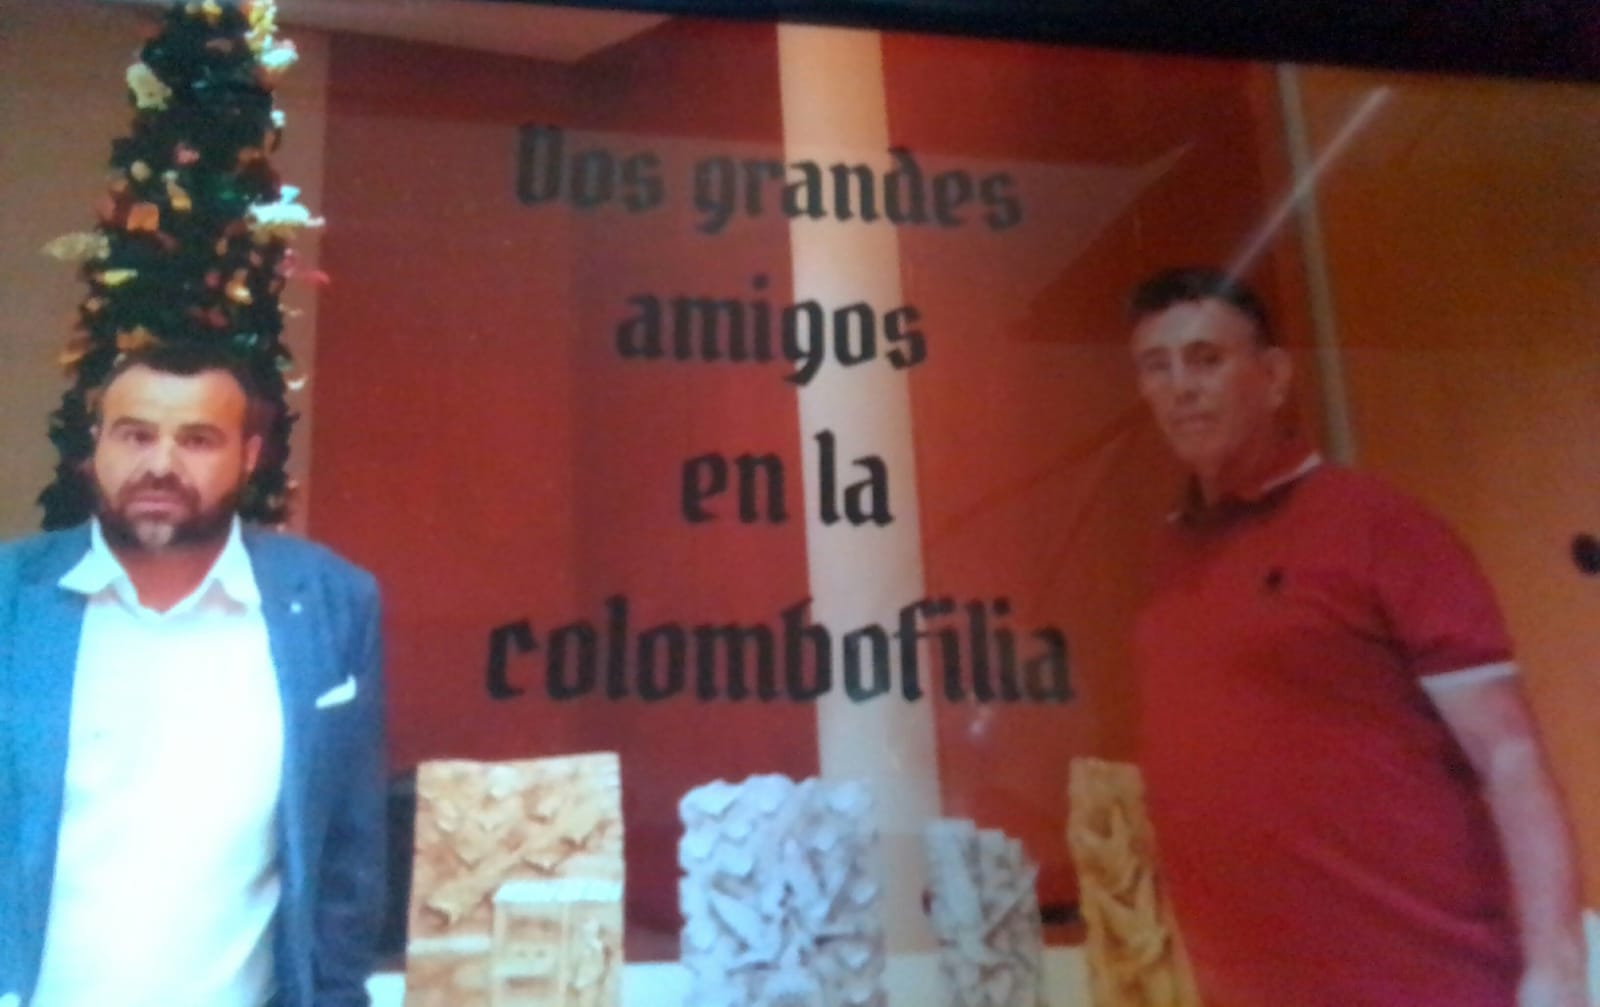 Dos grandes
amigos
en la
colombofilia